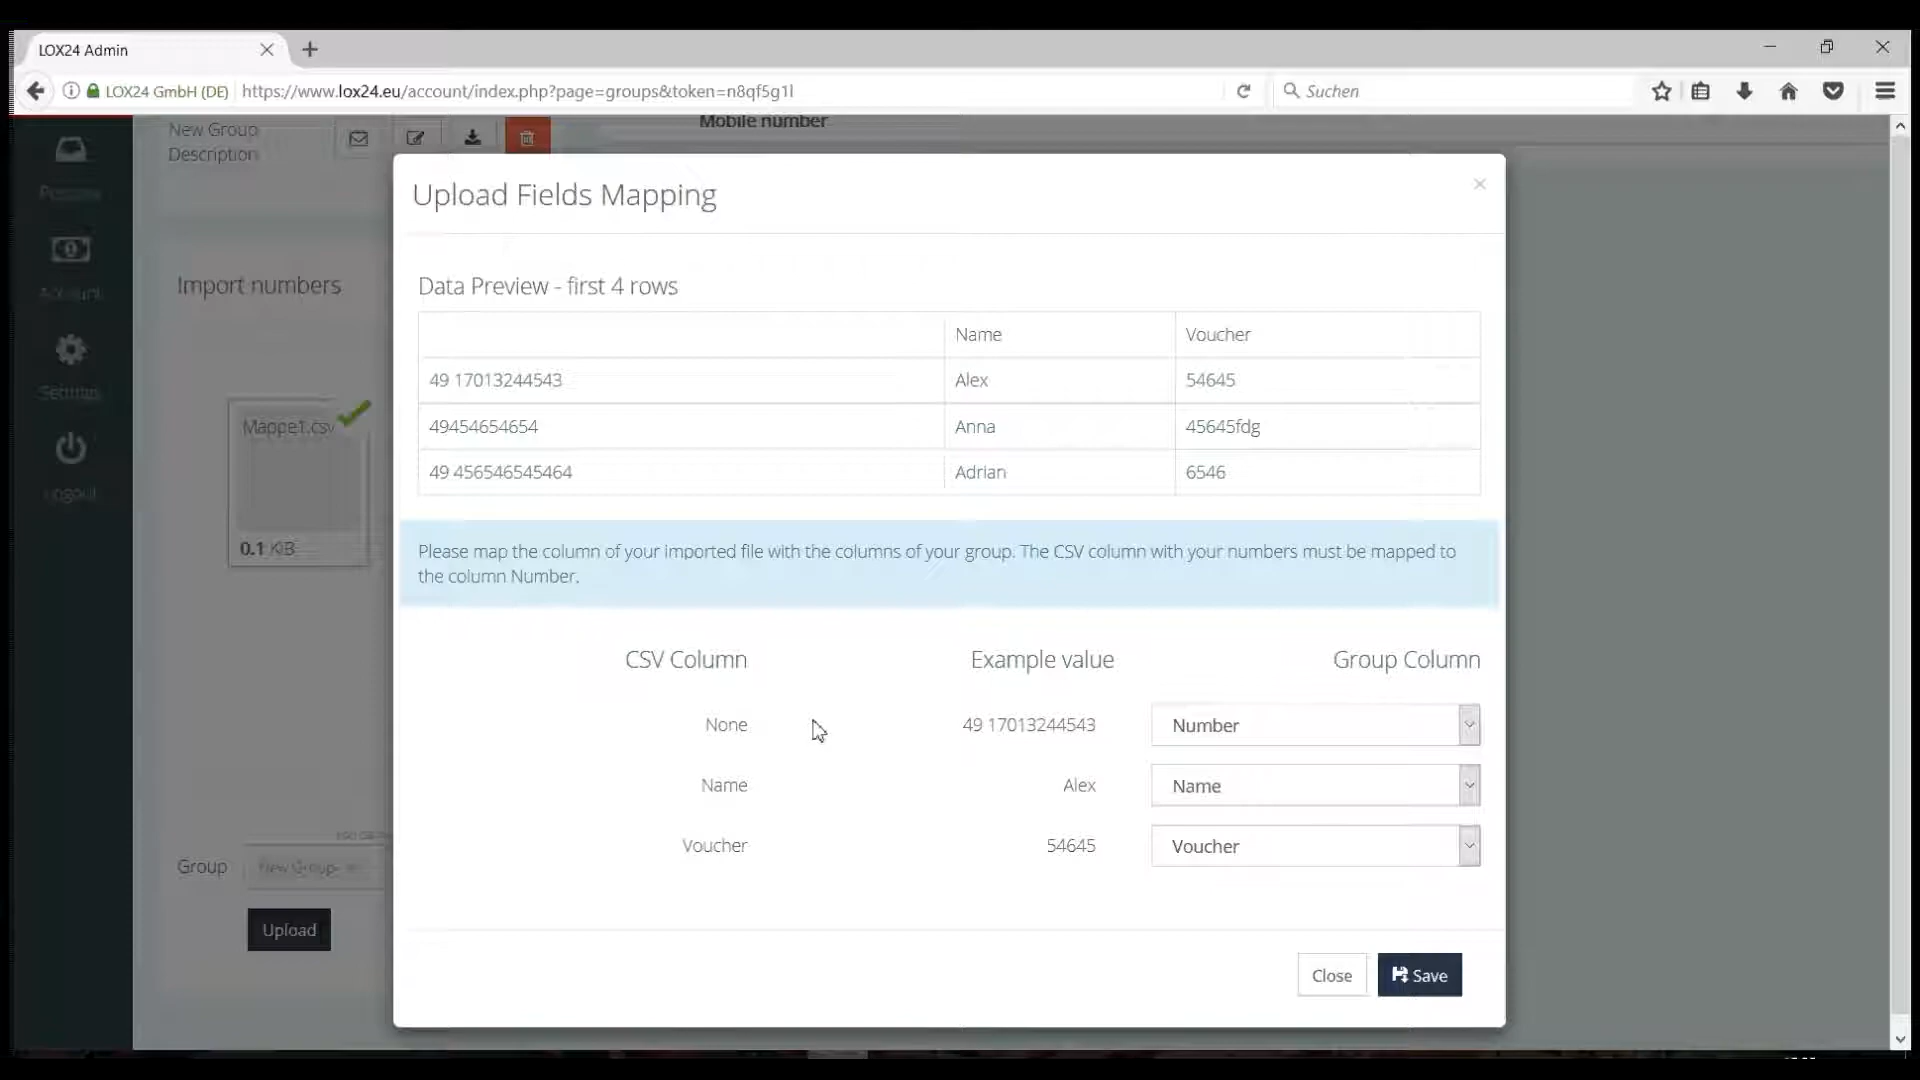 LOX24 Admin
LOX24 GmbH (DE) https://www.lox24.eu/account/index.php?page=groups&token=n8qf5g1l
Suchen
New Group
Description
Mobile number
Account
Settings
Logout
Import numbers
Mappe1.csv
0.1 KiB
Group
New Group
Upload
Upload Fields Mapping
×
Data Preview - first 4 rows
Name Voucher
49 17013244543 Alex 54645
49454654654 Anna 45645fdg
49 456546545464 Adrian 6546
Please map the column of your imported file with the columns of your group. The CSV column with your numbers must be mapped to
the column Number.
CSV Column Example value Group Column
None 49 17013244543 Number
Name Alex Name
Voucher 54645 Voucher
Close Save